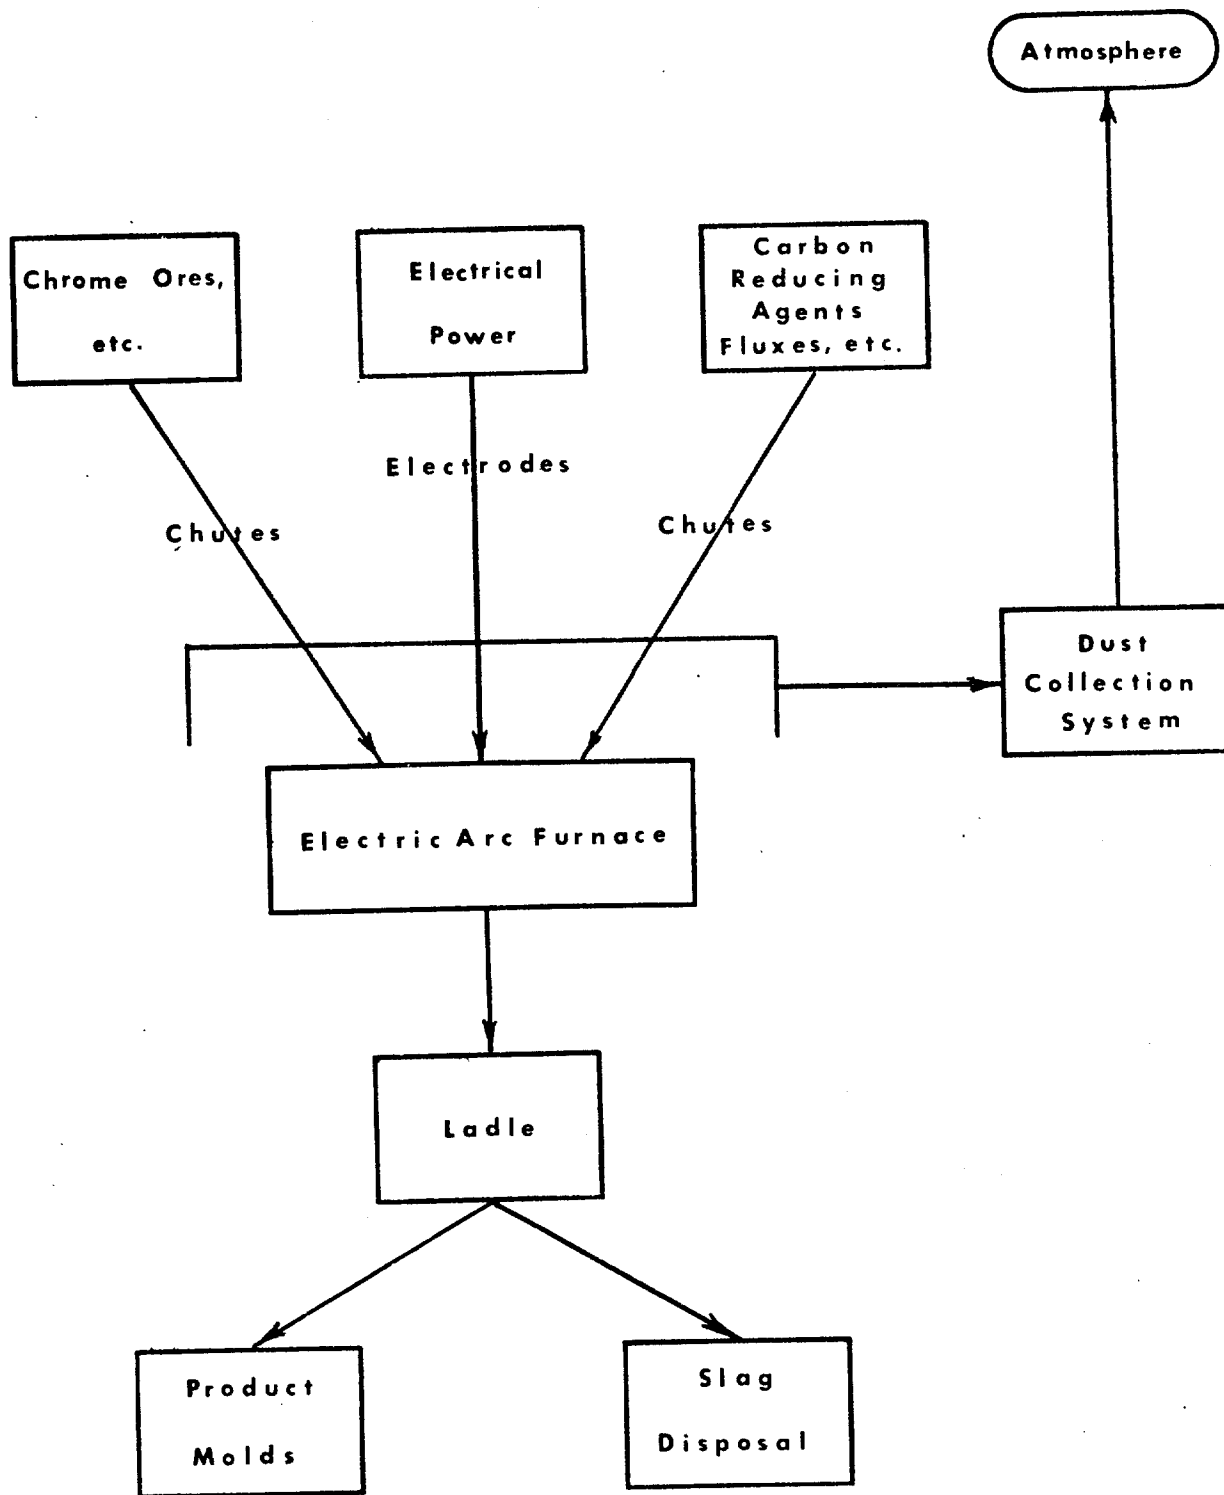 Atmosphere
Chrome Ores,
etc.
Electrical
Power
Carbon
Reducing
Agents
Fluxes, etc.
Electrodes
Chutes
Chutes
Dust
Collection
System
Electric Arc Furnace
Ladle
Product
Molds
Slag
Disposal